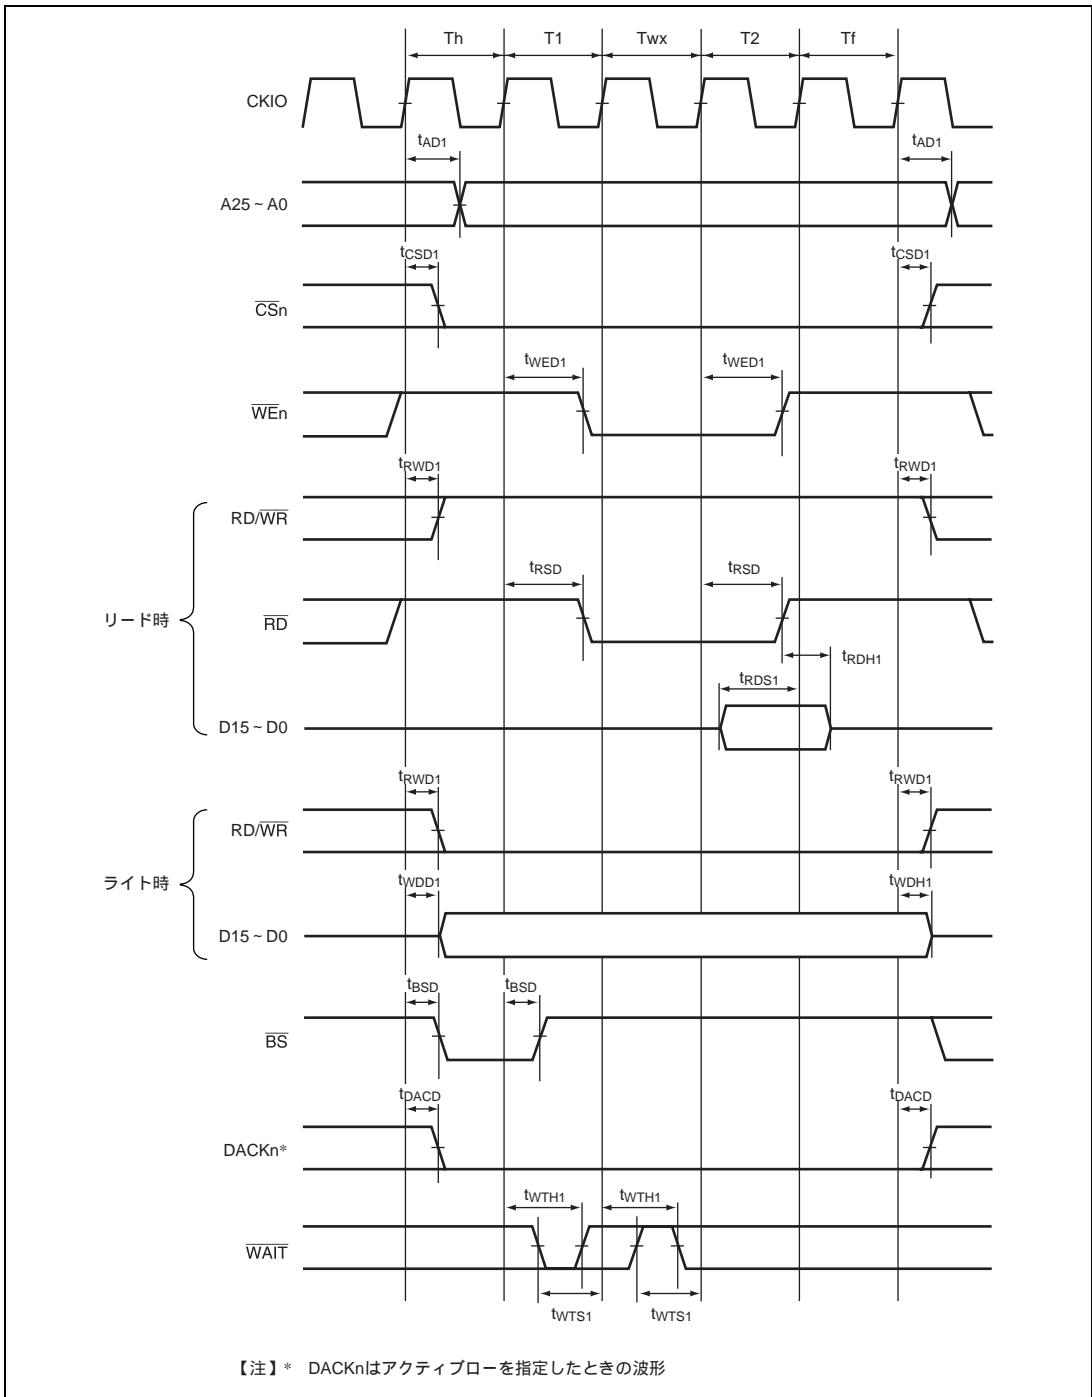 Th T1 Twx T2 Tf
CKIO
tAD1 tAD1
A25 ~ A0
tCSD1 tCSD1
CSn
tWED1 tWED1
WEn
tRWD1 tRWD1
RD/WR
tRSD tRSD
リード時
RD
tRDH1
tRDS1
D15 ~ D0
tRWD1 tRWD1
RD/WR
ライト時
tWDD1 tWDH1
D15 ~ D0
tBSD tBSD
BS
tDACD tDACD
DACKn*
tWTH1 tWTH1
WAIT
tWTS1 tWTS1
【注】* DACKnはアクティブローを指定したときの波形